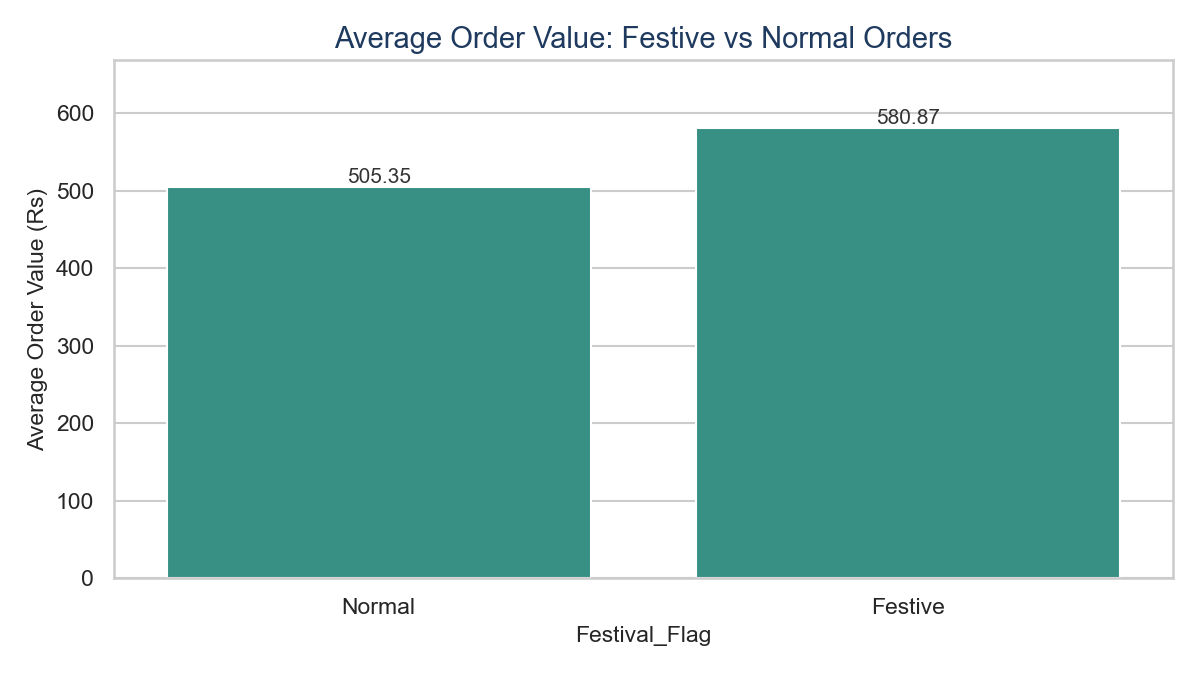 Average Order Value: Festive vs Normal Orders
Average Order Value (Rs)
600
500
400
300
200
100
0
505.35
580.87
Normal
Festive
Festival_Flag